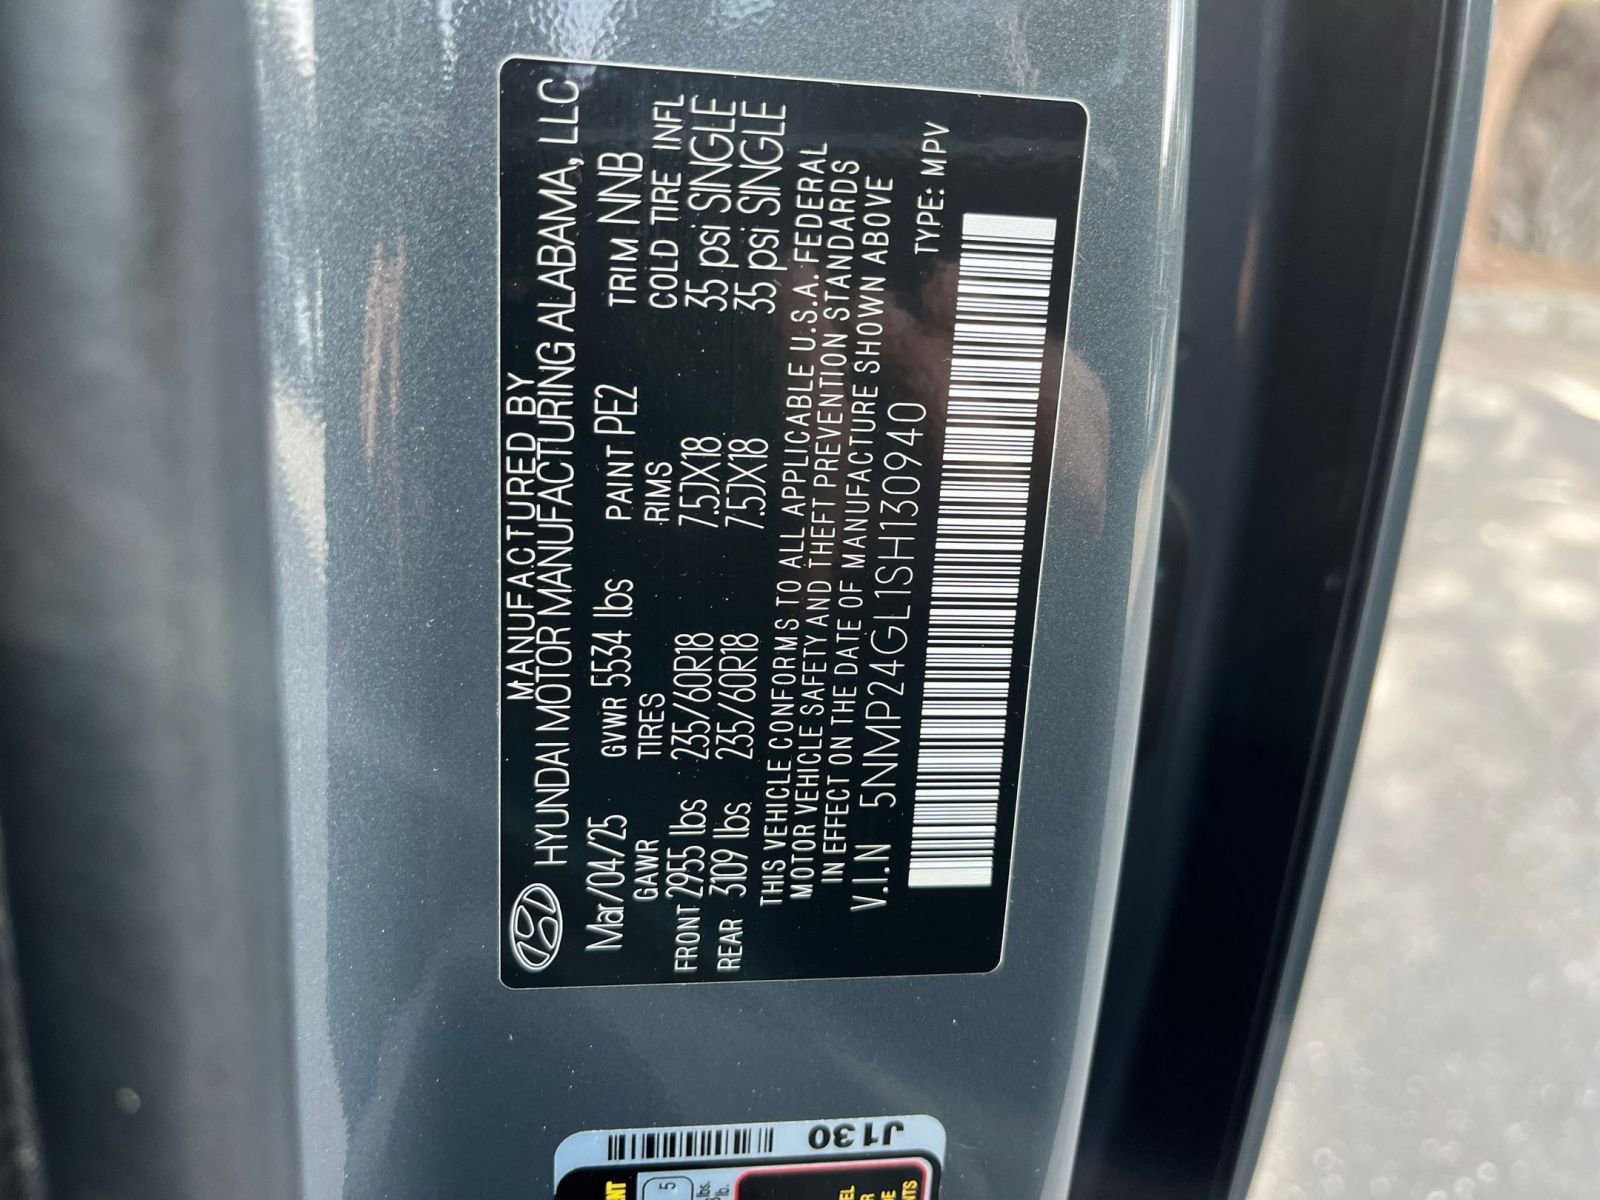 MANUFACTURED BY
HYUNDAI MOTOR MANUFACTURING ALABAMA, LLC
Mar/04/25 GVWR 5534 lbs PAINT PE2 TRIM NNB
GAWR TIRES RIMS COLD TIRE INFL
FRONT 2955 lbs 235/60R18 7.5JX18 35 psi SINGLE
REAR 3109 lbs 235/60R18 7.5JX18 35 psi SINGLE
THIS VEHICLE CONFORMS TO ALL APPLICABLE U.S.A. FEDERAL
MOTOR VEHICLE SAFETY AND THEFT PREVENTION STANDARDS
IN EFFECT ON THE DATE OF MANUFACTURE SHOWN ABOVE
V.I.N 5NMP24GL1SH130940
TYPE: MPV
J130
5
lbs.
lb.